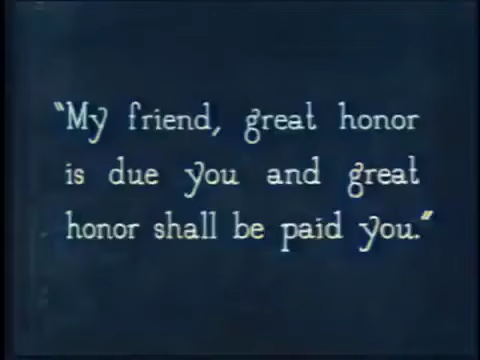 "My friend, great honor
is due you and great
honor shall be paid you."